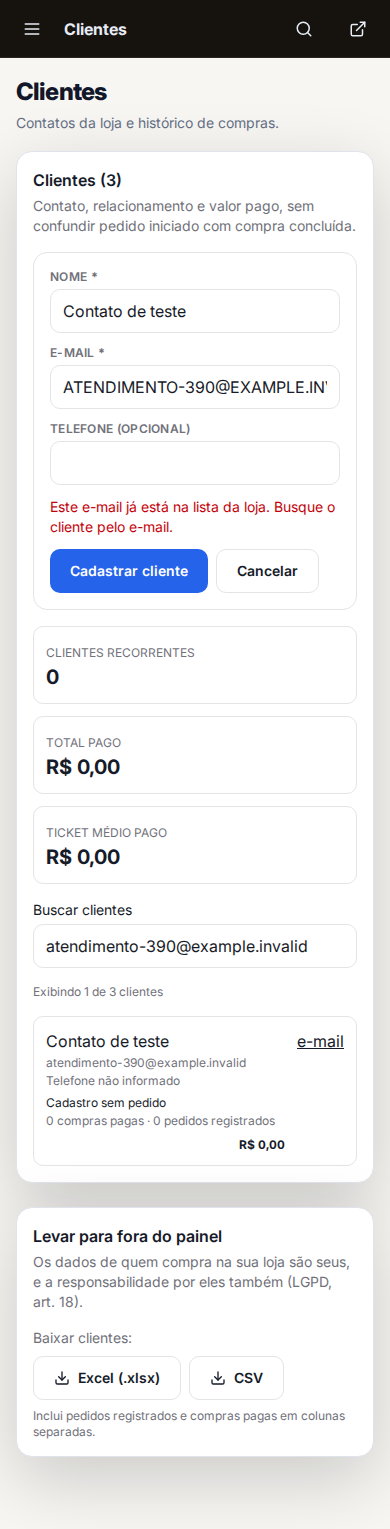 Clientes
Clientes
Contatos da loja e histórico de compras.
Clientes (3)
Contato, relacionamento e valor pago, sem
confundir pedido iniciado com compra concluída.
NOME *
Contato de teste
E-MAIL *
ATENDIMENTO-390@EXAMPLE.IN
TELEFONE (OPCIONAL)
Este e-mail já está na lista da loja. Busque o
cliente pelo e-mail.
Cadastrar cliente
Cancelar
CLIENTES RECORRENTES
0
TOTAL PAGO
R$ 0,00
TICKET MÉDIO PAGO
R$ 0,00
Buscar clientes
atendimento-390@example.invalid
Exibindo 1 de 3 clientes
Contato de teste
e-mail
atendimento-390@example.invalid
Telefone não informado
Cadastro sem pedido
0 compras pagas · 0 pedidos registrados
R$ 0,00
Levar para fora do painel
Os dados de quem compra na sua loja são seus,
e a responsabilidade por eles também (LGPD,
art. 18).
Baixar clientes:
Excel (.xlsx)
CSV
Inclui pedidos registrados e compras pagas em colunas
separadas.